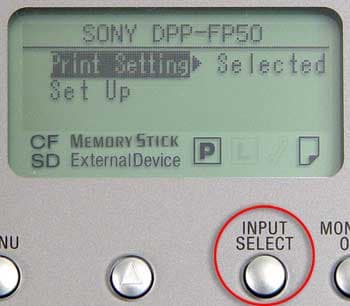 SONY DPP-FP50
Print Setting▶ Selected
Set Up
CF MEMORY STICK
SD ExternalDevice P L
NU
INPUT
SELECT
MON
O